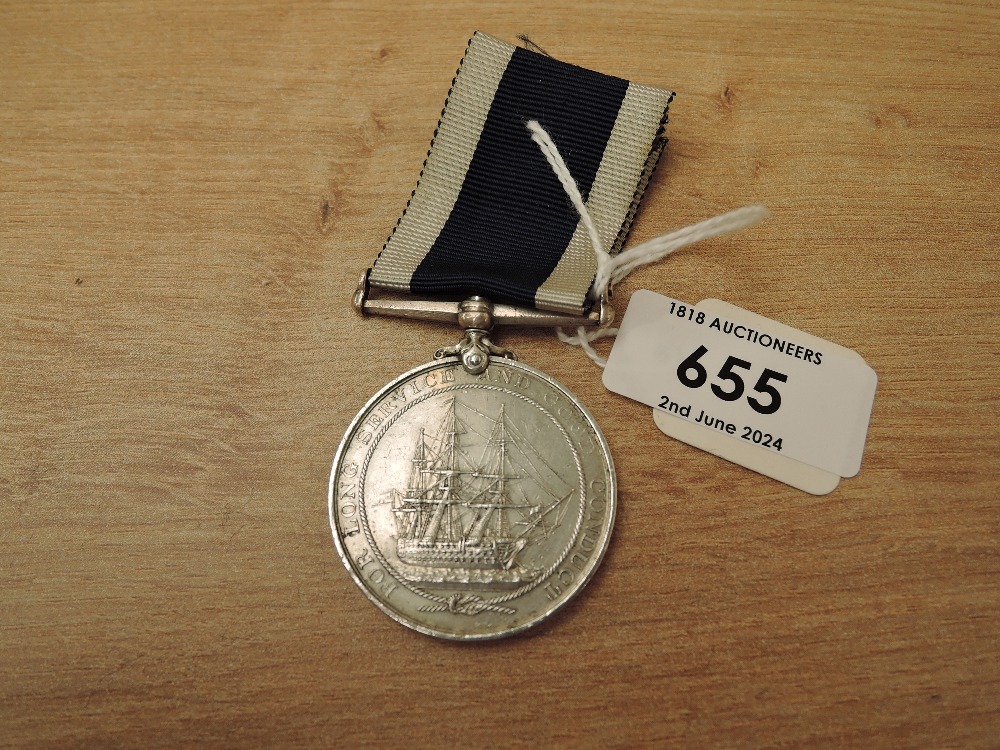 FOR LONG SERVICE AND GOOD CONDUCT
1818 AUCTIONEERS
655
2nd June 2024